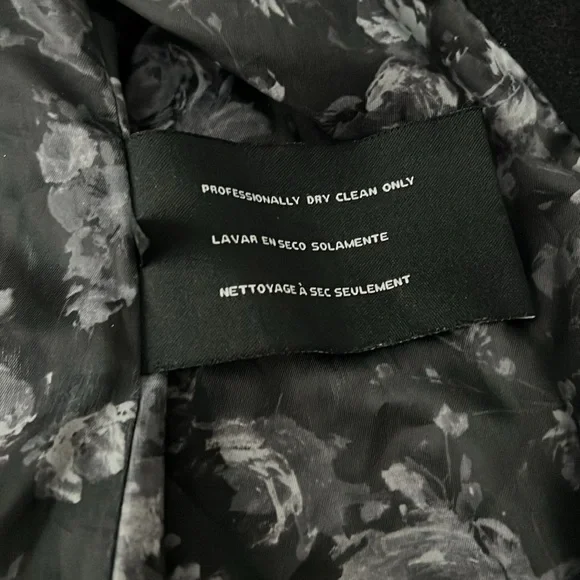 PROFESSIONALLY DRY CLEAN ONLY
LAVAR EN SECO SOLAMENTE
NETTOYAGE À SEC SEULEMENT